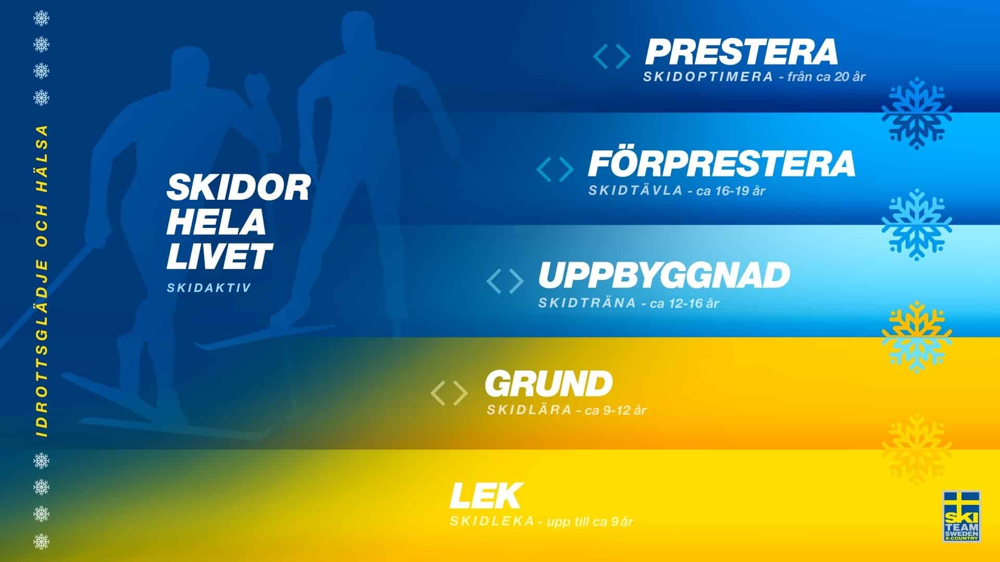 IDROTTSGLÄDJE OCH HÄLSA
SKIDOR
HELA
LIVET
SKIDAKTIV
PRESTERA
SKIDOPTIMERA - från ca 20 år
FÖRPRESTERA
SKIDTÄVLA - ca 16-19 år
UPPBYGGNAD
SKIDTRÄNA - ca 12-16 år
GRUND
SKIDLÄRA - ca 9-12 år
LEK
SKIDLEKA - upp till ca 9 år
SKI
TEAM
SWEDEN
X-COUNTRY